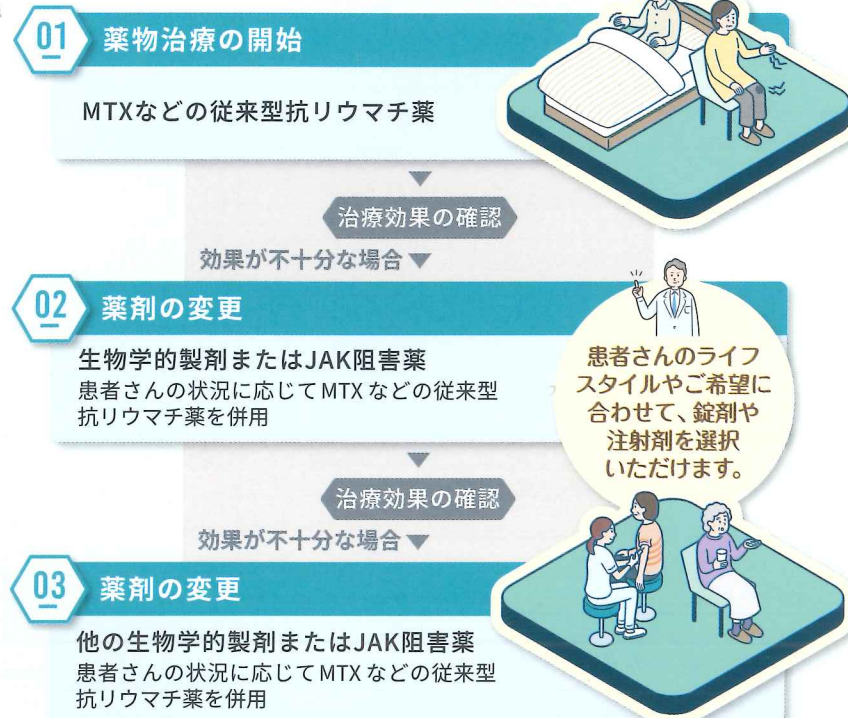 01 薬物治療の開始
MTXなどの従来型抗リウマチ薬
治療効果の確認
効果が不十分な場合
02 薬剤の変更
生物学的製剤またはJAK阻害薬
患者さんの状況に応じてMTXなどの従来型
抗リウマチ薬を併用
患者さんのライフ
スタイルやご希望に
合わせて、錠剤や
注射剤を選択
いただけます。
治療効果の確認
効果が不十分な場合
03 薬剤の変更
他の生物学的製剤またはJAK阻害薬
患者さんの状況に応じてMTXなどの従来型
抗リウマチ薬を併用